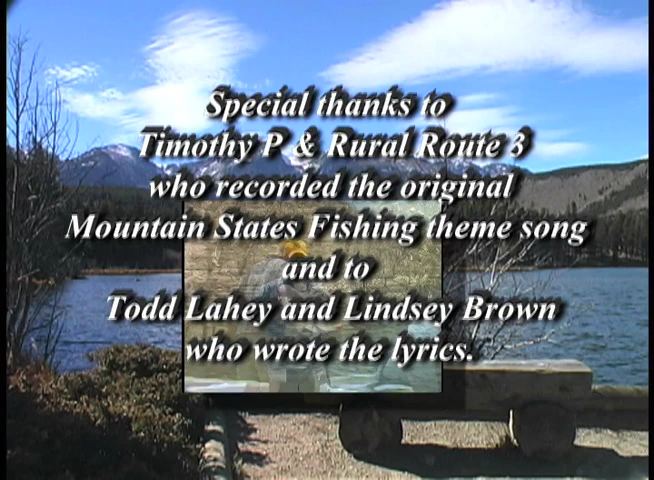 Special thanks to
Timothy P & Rural Route 3
who recorded the original
Mountain States Fishing theme song
and to
Todd Lahey and Lindsey Brown
who wrote the lyrics.